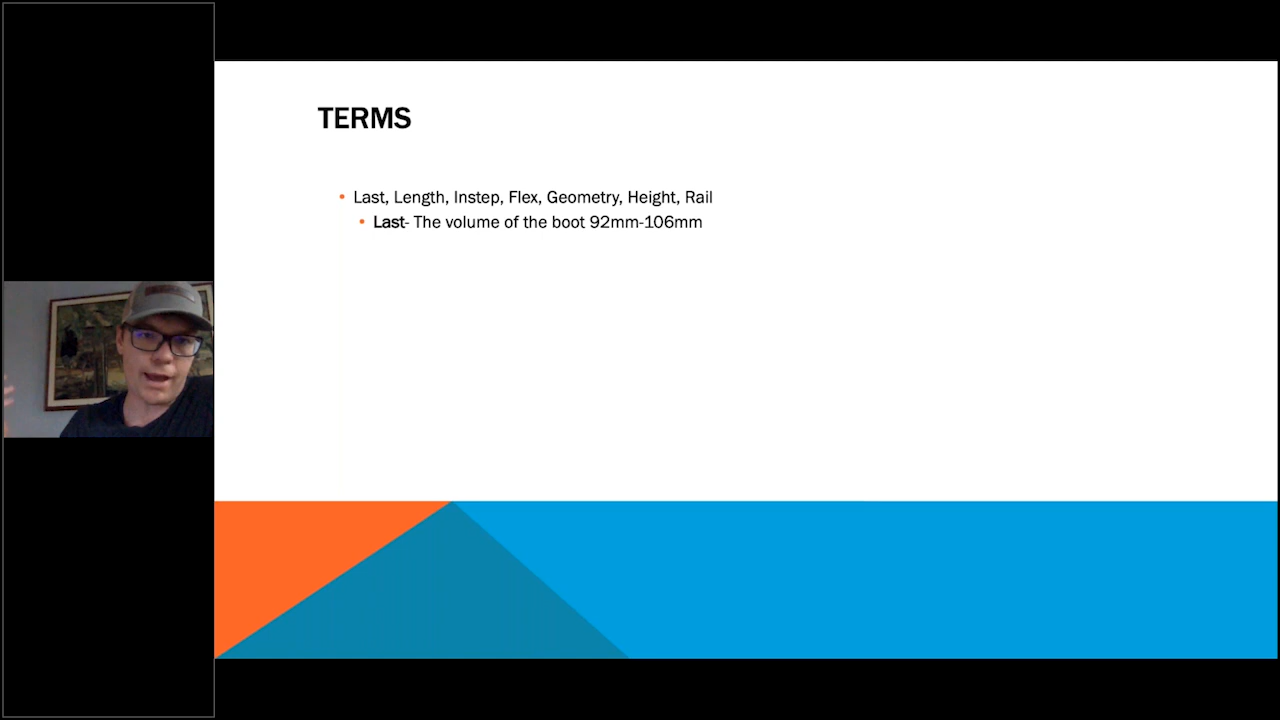 TERMS
• Last, Length, Instep, Flex, Geometry, Height, Rail
• Last- The volume of the boot 92mm-106mm